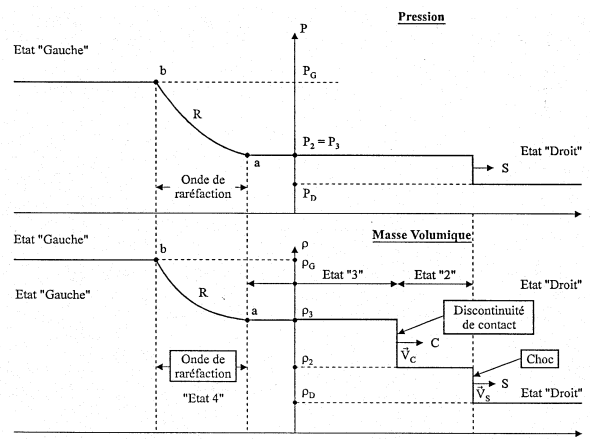 Pression
P
Etat "Gauche"
b
P_G
R
P_2 = P_3
Etat "Droit"
a
S
Onde de
raréfaction
P_D
Etat "Gauche"
Masse Volumique
b
ρ
ρ_G
Etat "3"
Etat "2"
Etat "Droit"
Etat "Gauche"
R
a
ρ_3
Discontinuité
de contact
C
V⃗_C
Onde de
raréfaction
ρ_2
Choc
S
V⃗_S
"Etat 4"
ρ_D
Etat "Droit"